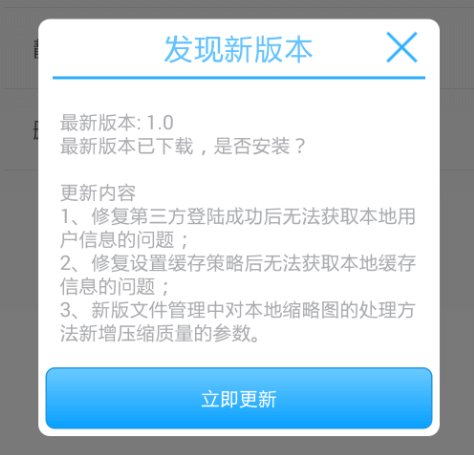 发现新版本
最新版本: 1.0
最新版本已下载，是否安装？
更新内容
1、修复第三方登陆成功后无法获取本地用
户信息的问题；
2、修复设置缓存策略后无法获取本地缓存
信息的问题；
3、新版文件管理中对本地缩略图的处理方
法新增压缩质量的参数。
立即更新